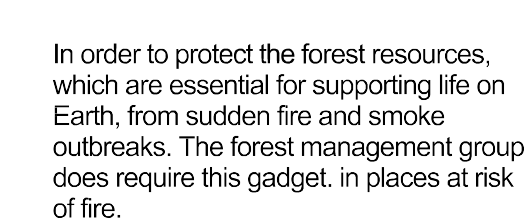 In order to protect the forest resources,
which are essential for supporting life on
Earth, from sudden fire and smoke
outbreaks. The forest management group
does require this gadget. in places at risk
of fire.